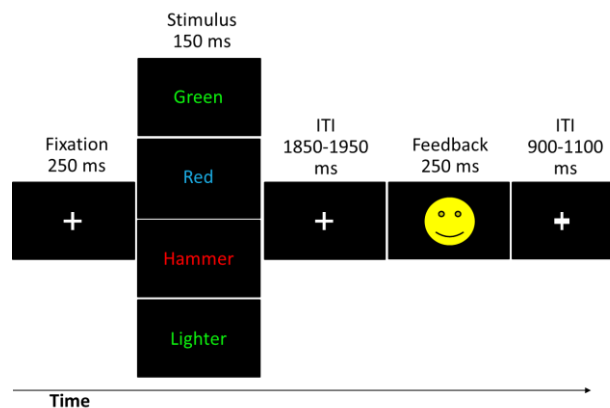 Stimulus
150 ms
Green
Fixation
250 ms
Red
Hammer
Lighter
ITI
1850-1950
ms
Feedback
250 ms
ITI
900-1100
ms
Time